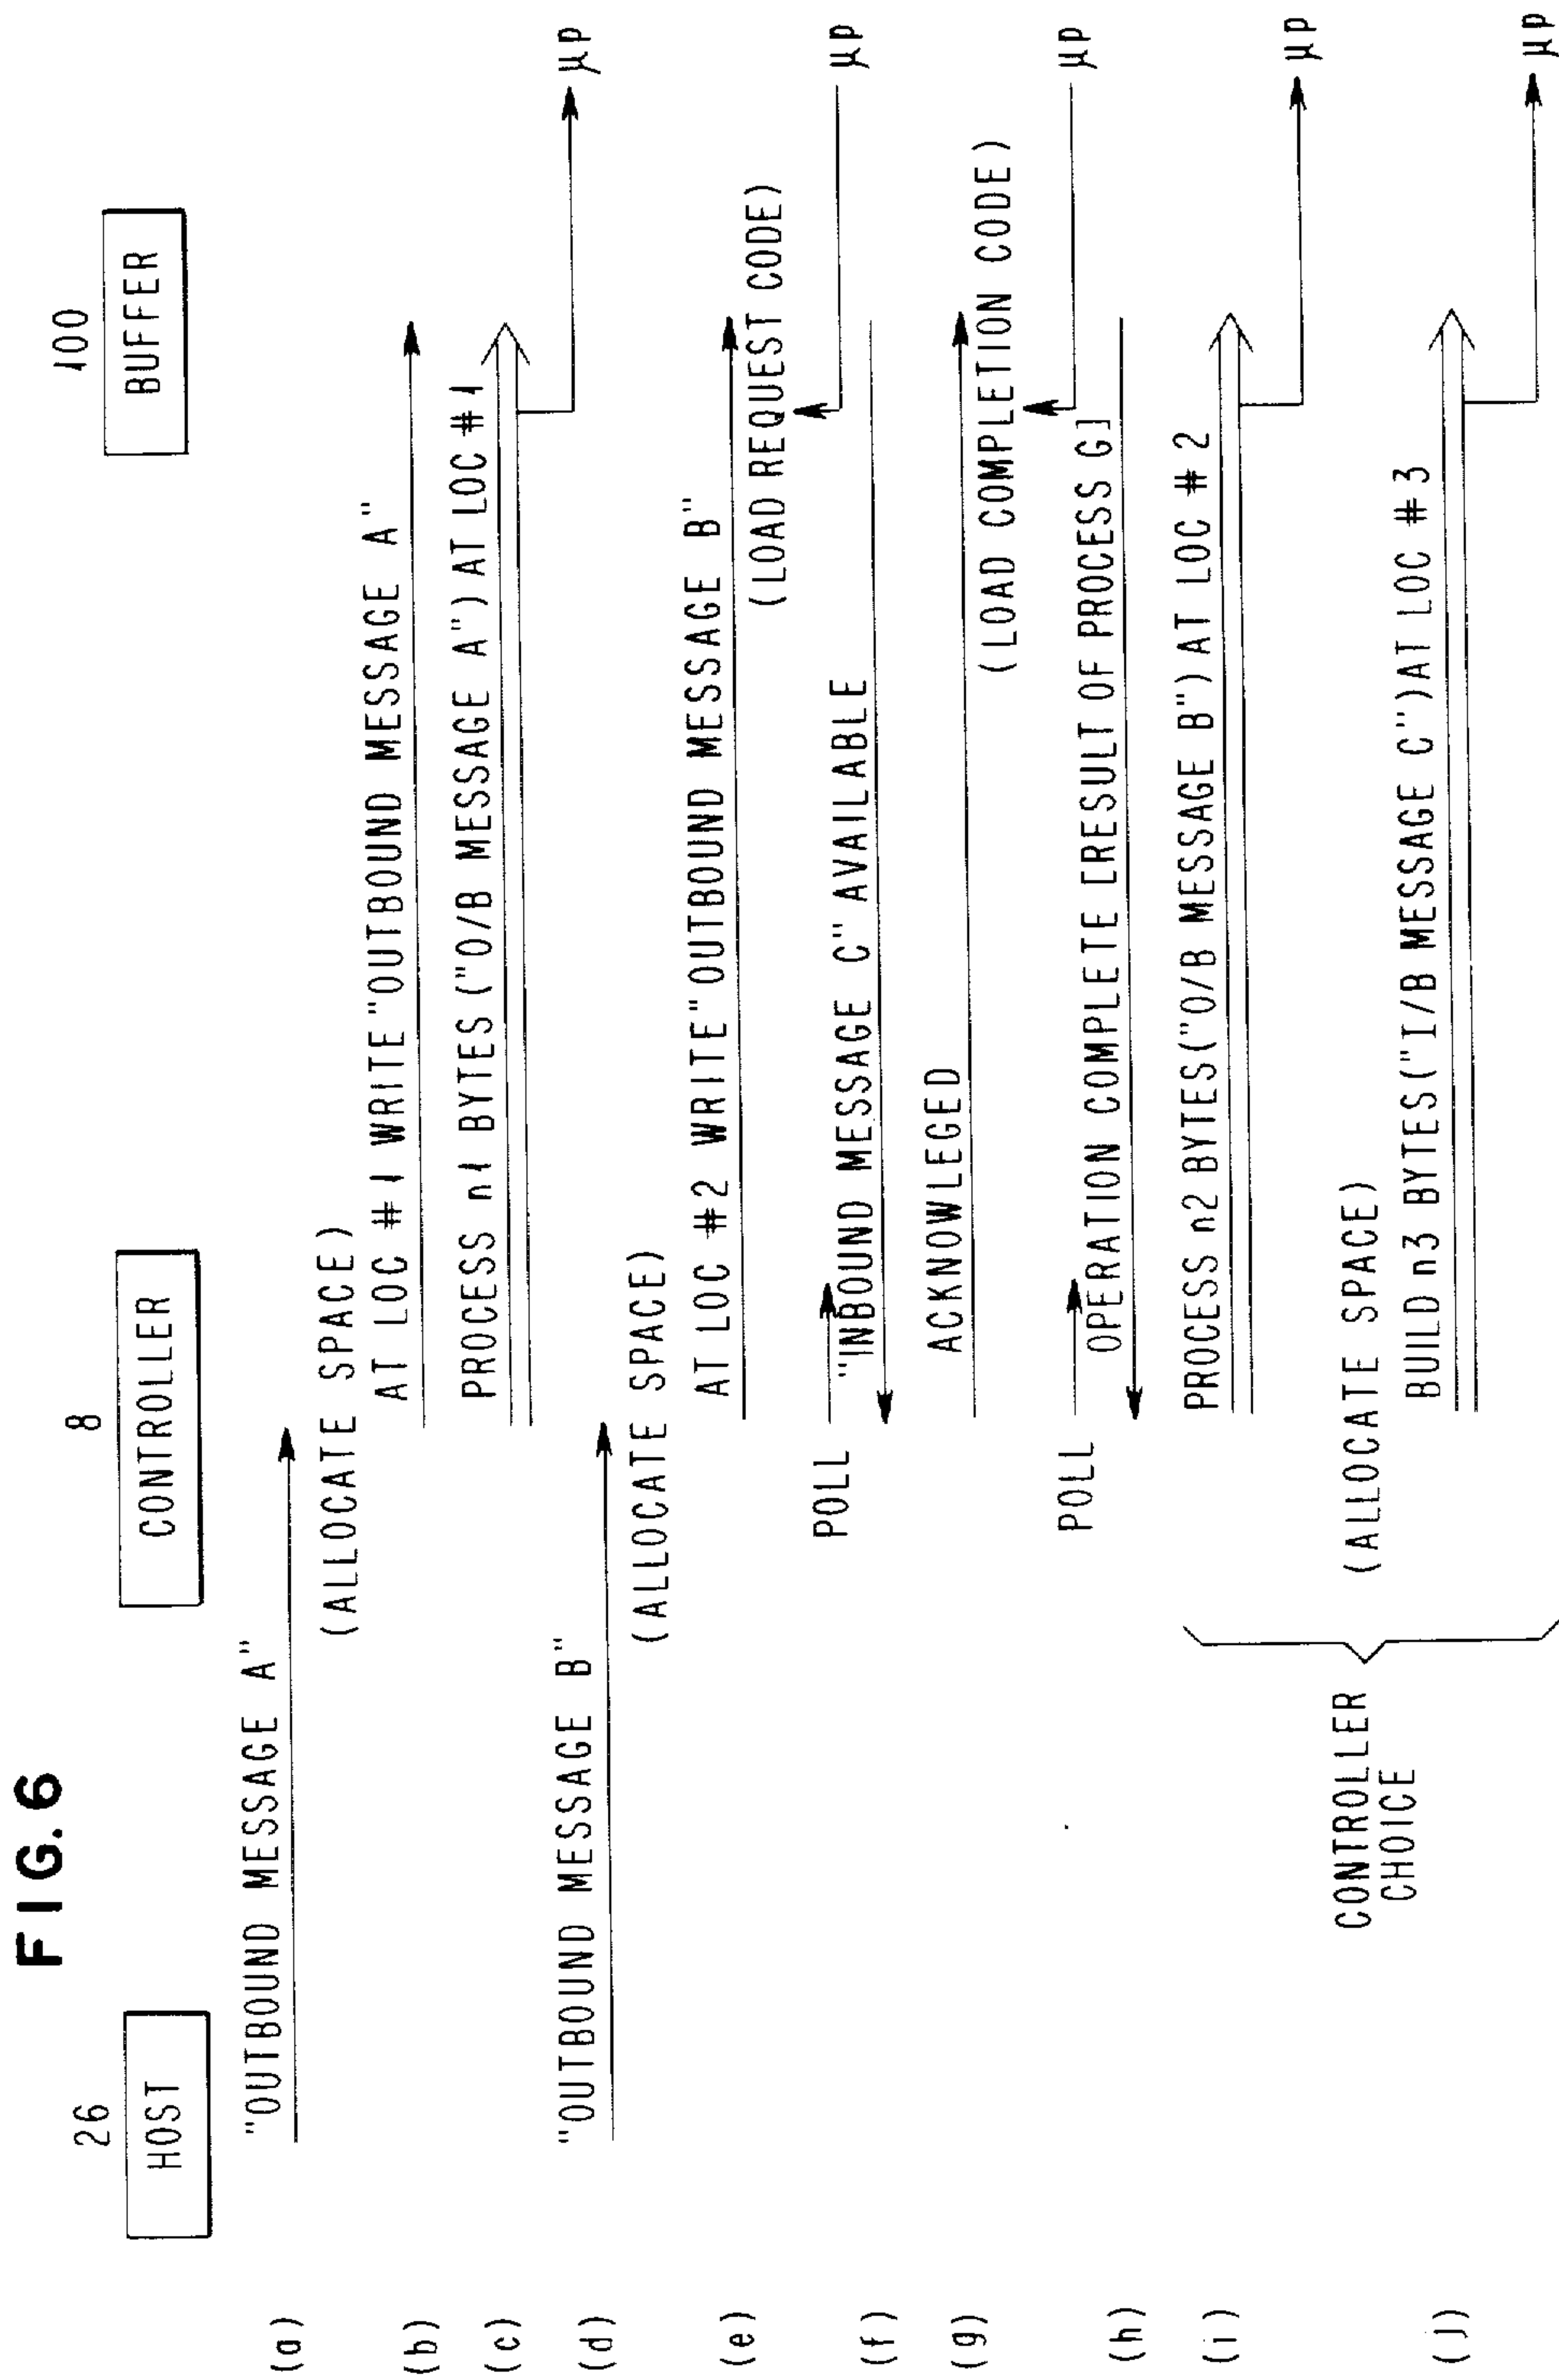 FIG. 6
26
HOST
8
CONTROLLER
100
BUFFER
(a)
"OUTBOUND MESSAGE A"
(ALLOCATE SPACE)
(b)
AT LOC #1 WRITE "OUTBOUND MESSAGE A"
(c)
PROCESS n1 BYTES ("O/B MESSAGE A") AT LOC #1
μP
(d)
"OUTBOUND MESSAGE B"
(ALLOCATE SPACE)
(e)
AT LOC #2 WRITE "OUTBOUND MESSAGE B"
(LOAD REQUEST CODE)
POLL
μP
(f)
"INBOUND MESSAGE C" AVAILABLE
(g)
ACKNOWLEGED
(LOAD COMPLETION CODE)
POLL
μP
(h)
OPERATION COMPLETE [RESULT OF PROCESS G]
(i)
PROCESS n2 BYTES ("O/B MESSAGE B") AT LOC #2
μP
CONTROLLER
CHOICE
(ALLOCATE SPACE)
(j)
BUILD n3 BYTES ("I/B MESSAGE C") AT LOC #3
μP